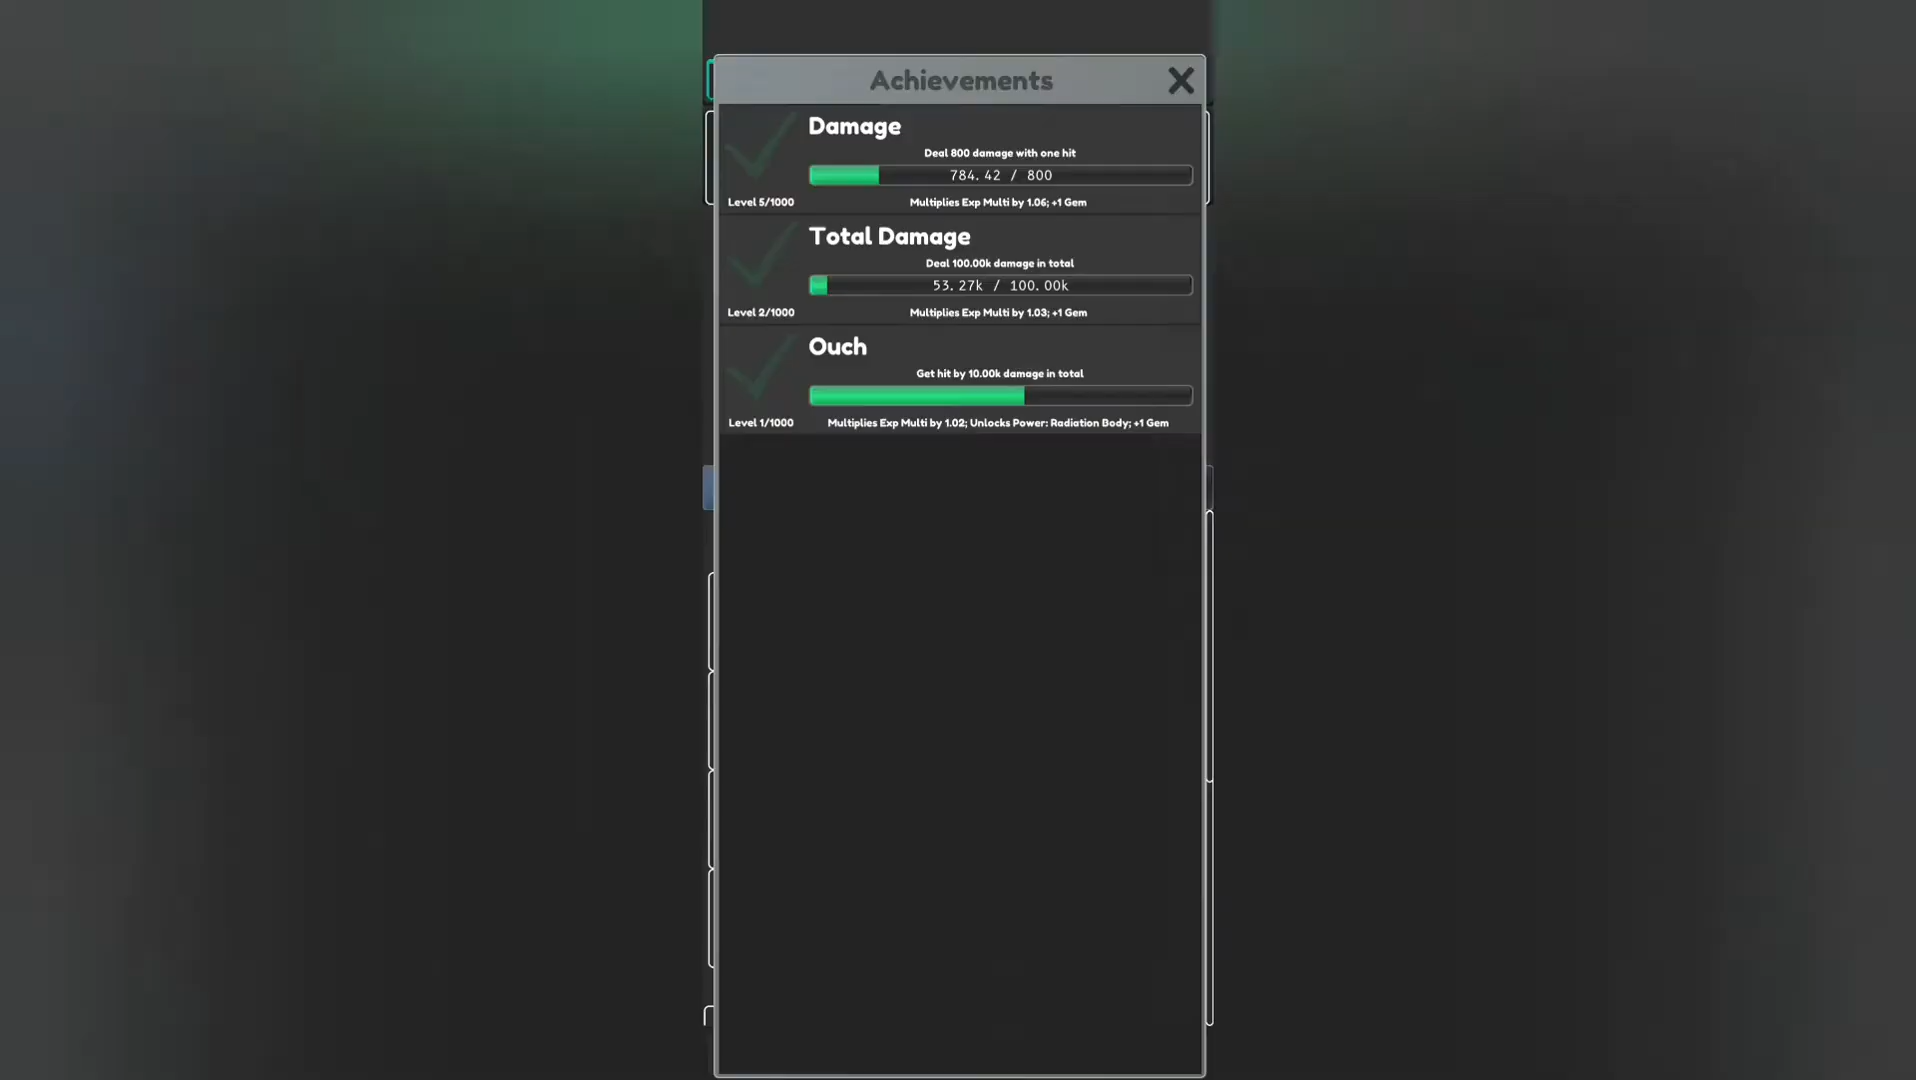 Achievements
Damage
Deal 800 damage with one hit
784.42 / 800
Level 5/1000
Multiplies Exp Multi by 1.06; +1 Gem
Total Damage
Deal 100.00k damage in total
53.27k / 100.00k
Level 2/1000
Multiplies Exp Multi by 1.03; +1 Gem
Ouch
Get hit by 10.00k damage in total
Level 1/1000
Multiplies Exp Multi by 1.02; Unlocks Power: Radiation Body; +1 Gem